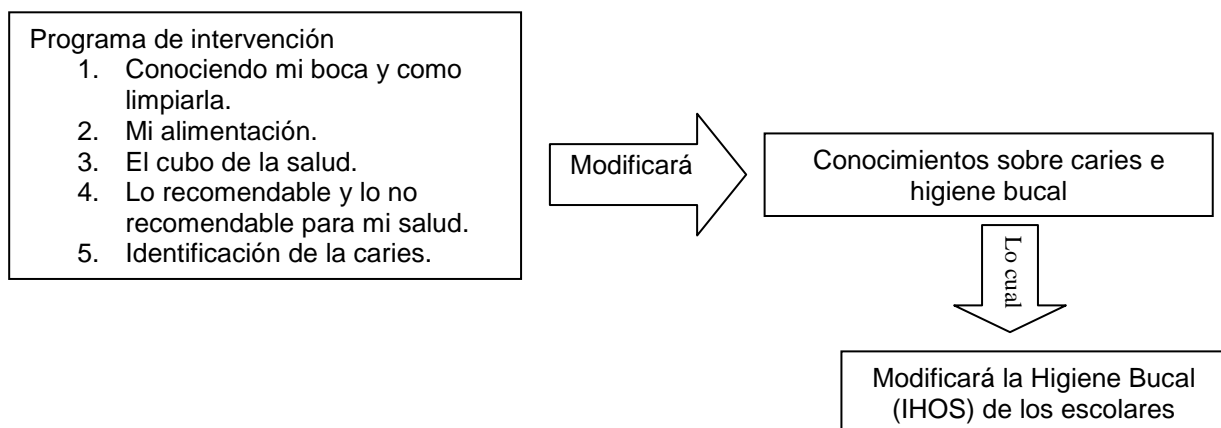 Programa de intervención
1. Conociendo mi boca y como
limpiarla.
2. Mi alimentación.
3. El cubo de la salud.
4. Lo recomendable y lo no
recomendable para mi salud.
5. Identificación de la caries.
Modificará
Conocimientos sobre caries e
higiene bucal
Lo cual
Modificará la Higiene Bucal
(IHOS) de los escolares